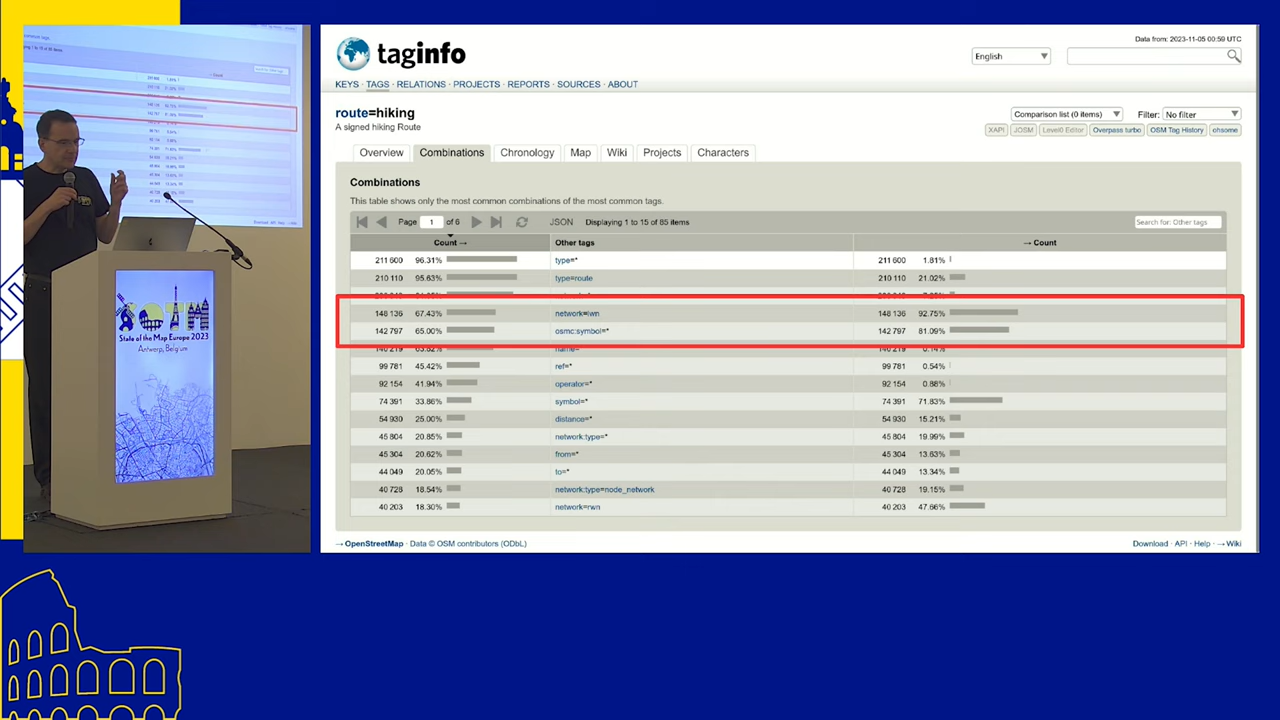 SOTM
State of the Map Europe 2023
Antwerp, Belgium
taginfo
Data from: 2023-11-05 00:59 UTC
English
KEYS · TAGS · RELATIONS · PROJECTS · REPORTS · SOURCES · ABOUT
route=hiking
A signed hiking Route
Comparison list (0 items) Filter: No filter
XAPI JOSM Level0 Editor Overpass turbo OSM Tag History ohsome
Overview Combinations Chronology Map Wiki Projects Characters
Combinations
This table shows only the most common combinations of the most common tags.
Page 1 of 6 JSON Displaying 1 to 15 of 85 items Search for: Other tags
Count → Other tags → Count
211 600 96.31% type=* 211 600 1.81%
210 110 95.63% type=route 210 110 21.02%
148 136 67.43% network=lwn 148 136 92.75%
142 797 65.00% osmc:symbol=* 142 797 81.09%
140 219 63.82% name=* 140 219 0.14%
99 781 45.42% ref=* 99 781 0.54%
92 154 41.94% operator=* 92 154 0.88%
74 391 33.86% symbol=* 74 391 71.83%
54 930 25.00% distance=* 54 930 15.21%
45 804 20.85% network:type=* 45 804 19.99%
45 304 20.62% from=* 45 304 13.63%
44 049 20.05% to=* 44 049 13.34%
40 728 18.54% network:type=node_network 40 728 19.15%
40 203 18.30% network=rwn 40 203 47.66%
→ OpenStreetMap · Data © OSM contributors (ODbL)
Download · API · Help · → Wiki